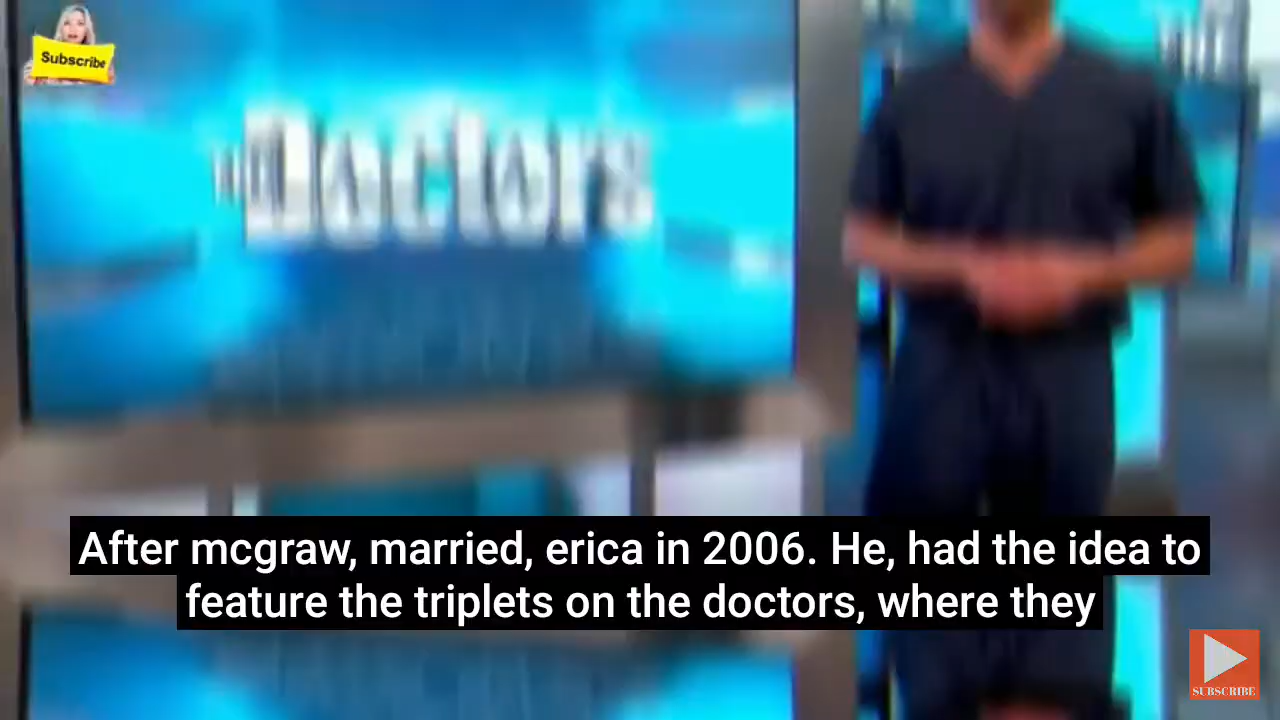 Subscribe
THE Doctors
After mcgraw, married, erica in 2006. He, had the idea to
feature the triplets on the doctors, where they
SUBSCRIBE